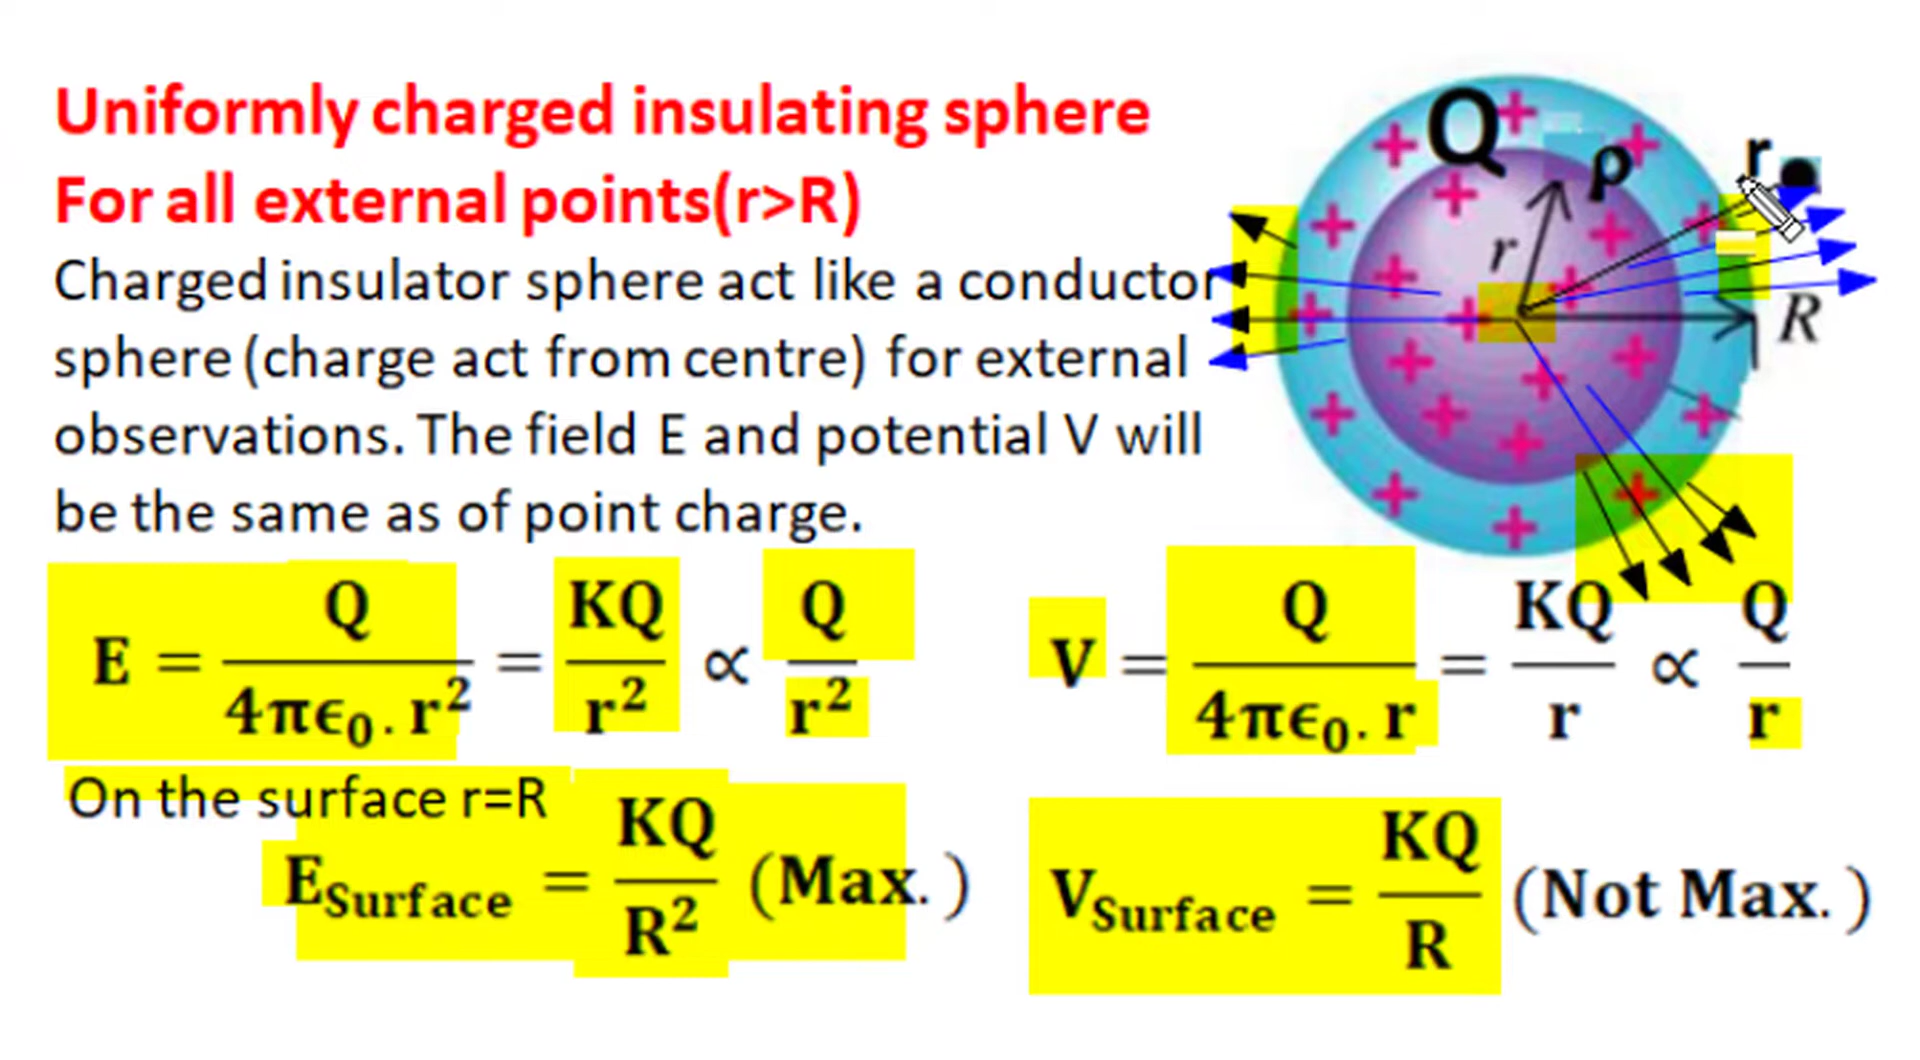 Uniformly charged insulating sphere
For all external points(r>R)
Charged insulator sphere act like a conductor
sphere (charge act from centre) for external
observations. The field E and potential V will
be the same as of point charge.
E = Q / 4πϵ₀. r² = KQ / r² ∝ Q / r²
V = Q / 4πϵ₀. r = KQ / r ∝ Q / r
On the surface r=R
E_Surface = KQ / R² (Max. )
V_Surface = KQ / R (Not Max. )
Q
ρ
r
r
R